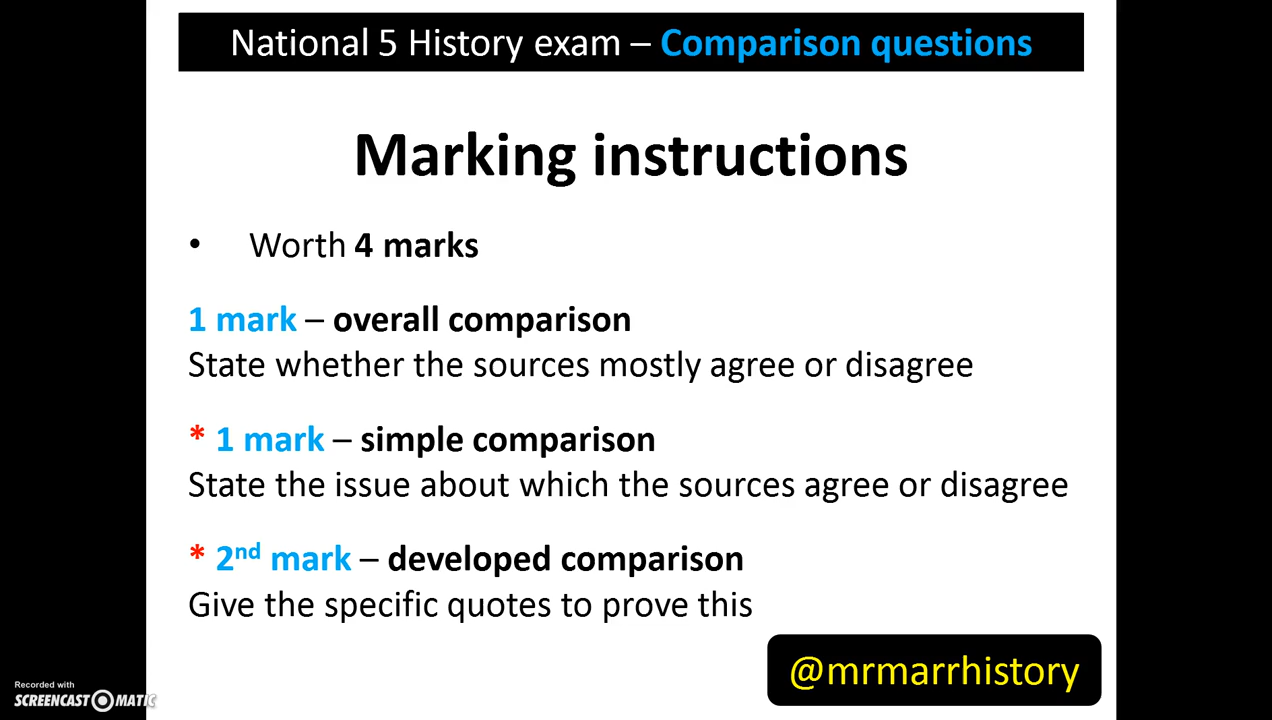 National 5 History exam – Comparison questions
Marking instructions
• Worth 4 marks
1 mark – overall comparison
State whether the sources mostly agree or disagree
* 1 mark – simple comparison
State the issue about which the sources agree or disagree
* 2nd mark – developed comparison
Give the specific quotes to prove this
@mrmarrhistory
Recorded with
SCREENCAST MATIC